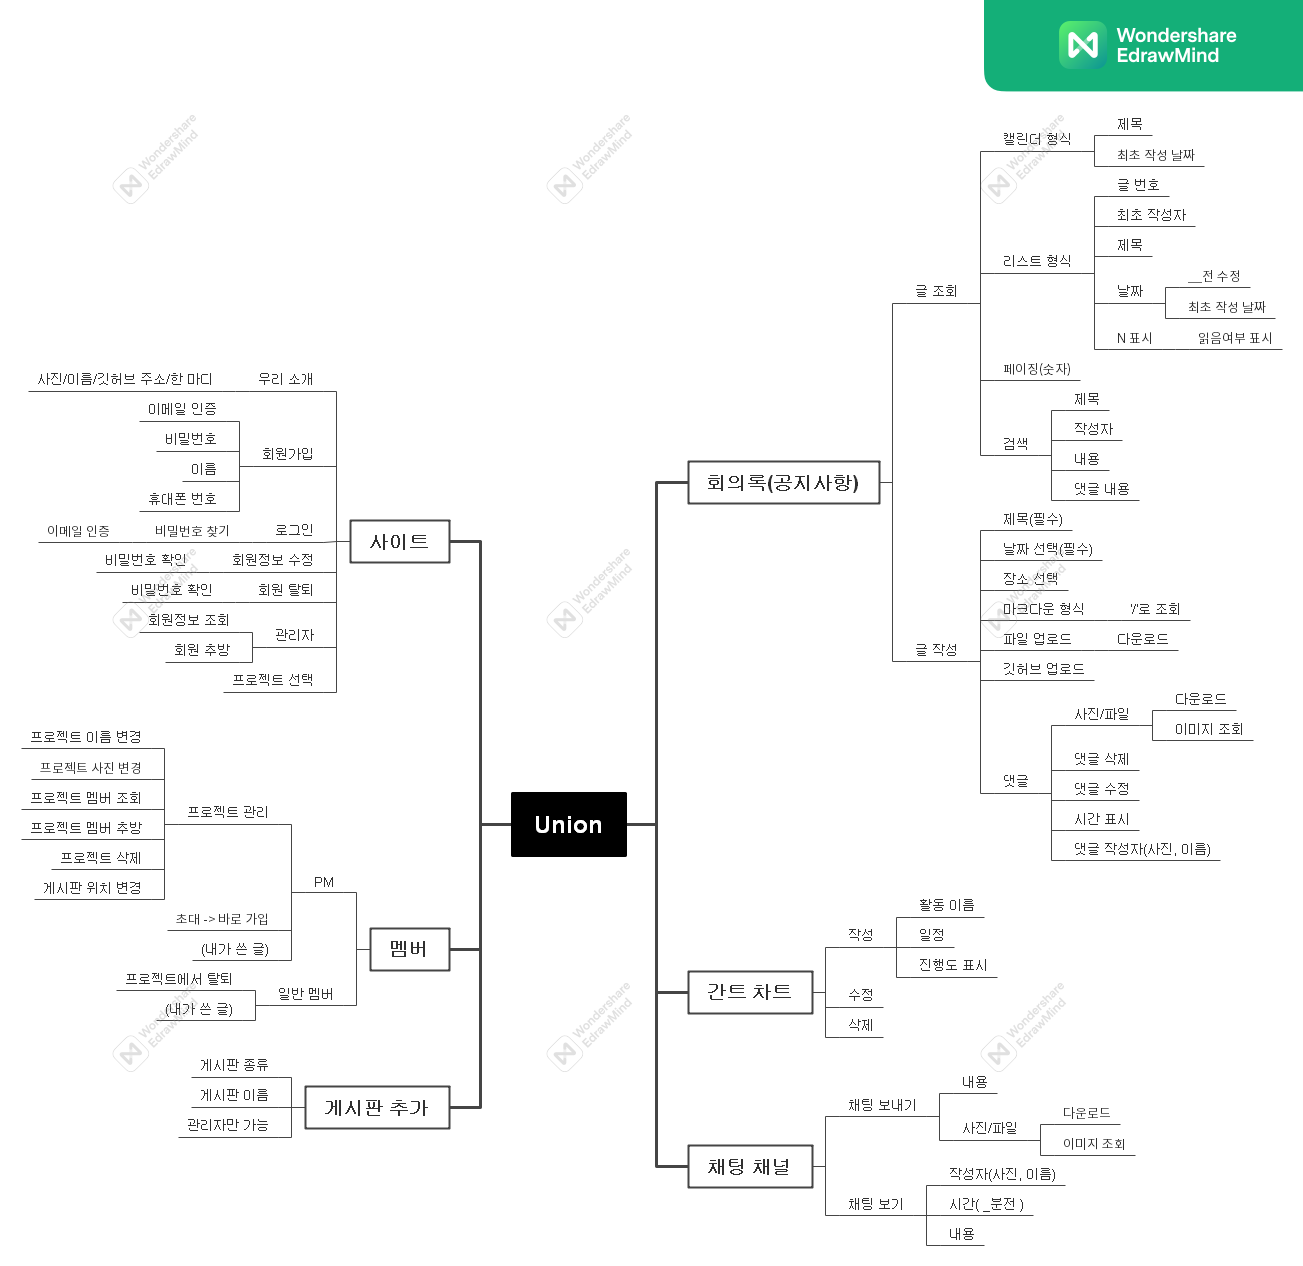 Wondershare
EdrawMind
Union
회의록(공지사항)
글 조회
캘린더 형식
제목
최초 작성 날짜
리스트 형식
글 번호
최초 작성자
제목
날짜
__전 수정
최초 작성 날짜
N 표시
읽음여부 표시
페이징(숫자)
검색
제목
작성자
내용
댓글 내용
글 작성
제목(필수)
날짜 선택(필수)
장소 선택
마크다운 형식
'/'로 조회
파일 업로드
다운로드
깃허브 업로드
댓글
사진/파일
다운로드
이미지 조회
댓글 삭제
댓글 수정
시간 표시
댓글 작성자(사진, 이름)
간트 차트
작성
활동 이름
일정
진행도 표시
수정
삭제
채팅 채널
채팅 보내기
내용
사진/파일
다운로드
이미지 조회
채팅 보기
작성자(사진, 이름)
시간( _분전 )
내용
사이트
우리 소개
사진/이름/깃허브 주소/한 마디
회원가입
이메일 인증
비밀번호
이름
휴대폰 번호
로그인
비밀번호 찾기
이메일 인증
회원정보 수정
비밀번호 확인
회원 탈퇴
비밀번호 확인
관리자
회원정보 조회
회원 추방
프로젝트 선택
멤버
PM
프로젝트 관리
프로젝트 이름 변경
프로젝트 사진 변경
프로젝트 멤버 조회
프로젝트 멤버 추방
프로젝트 삭제
게시판 위치 변경
초대 -> 바로 가입
(내가 쓴 글)
일반 멤버
프로젝트에서 탈퇴
(내가 쓴 글)
게시판 추가
게시판 종류
게시판 이름
관리자만 가능
Wondershare
EdrawMind
Wondershare
EdrawMind
Wondershare
EdrawMind
Wondershare
EdrawMind
Wondershare
EdrawMind
Wondershare
EdrawMind
Wondershare
EdrawMind
Wondershare
EdrawMind
Wondershare
EdrawMind